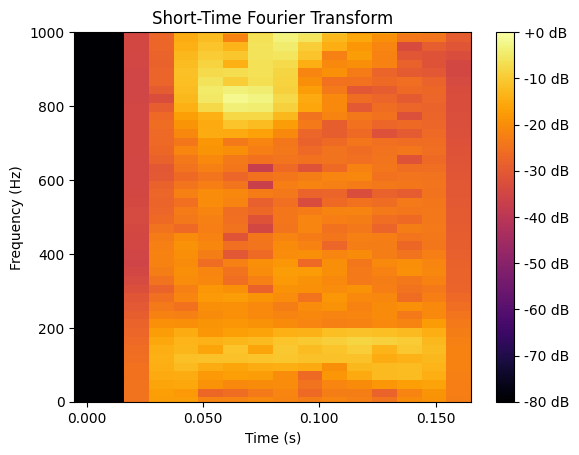 Short-Time Fourier Transform
1000
800
600
400
200
0
Frequency (Hz)
0.000
0.050
0.100
0.150
Time (s)
+0 dB
-10 dB
-20 dB
-30 dB
-40 dB
-50 dB
-60 dB
-70 dB
-80 dB